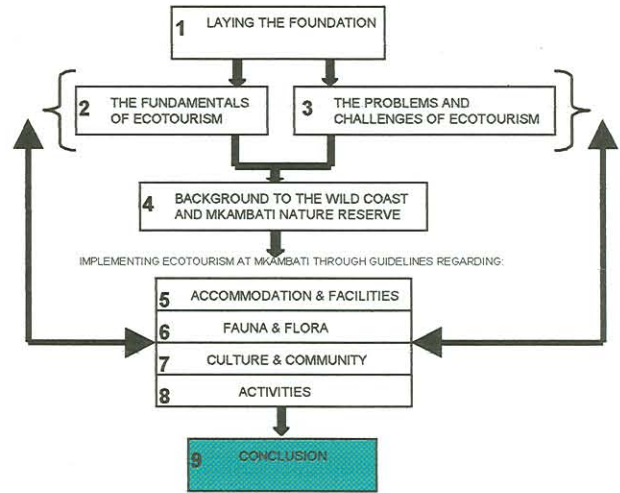 1 LAYING THE FOUNDATION
2 THE FUNDAMENTALS
OF ECOTOURISM
3 THE PROBLEMS AND
CHALLENGES OF ECOTOURISM
4 BACKGROUND TO THE WILD COAST
AND MKAMBATI NATURE RESERVE
IMPLEMENTING ECOTOURISM AT MKAMBATI THROUGH GUIDELINES REGARDING:
5 ACCOMMODATION & FACILITIES
6 FAUNA & FLORA
7 CULTURE & COMMUNITY
8 ACTIVITIES
9 CONCLUSION